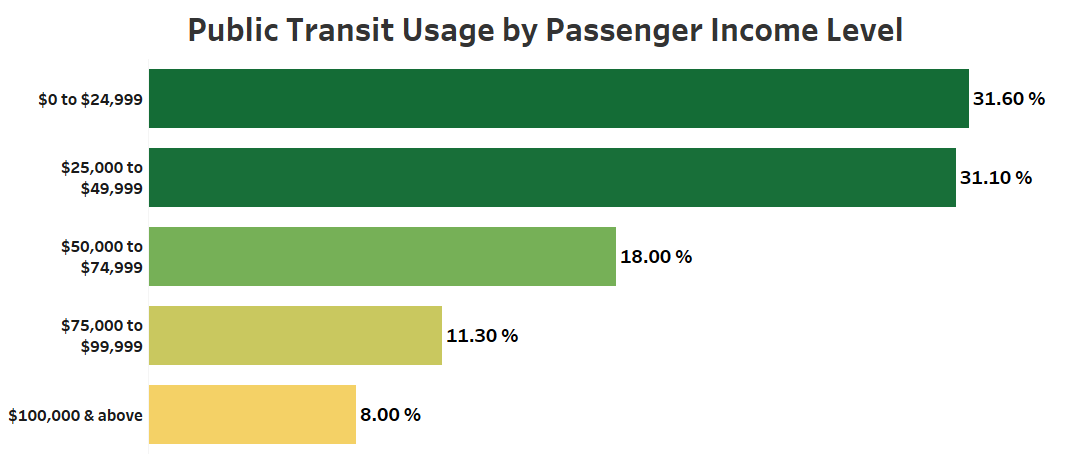 Public Transit Usage by Passenger Income Level
$0 to $24,999
31.60 %
$25,000 to
$49,999
31.10 %
$50,000 to
$74,999
18.00 %
$75,000 to
$99,999
11.30 %
$100,000 & above
8.00 %